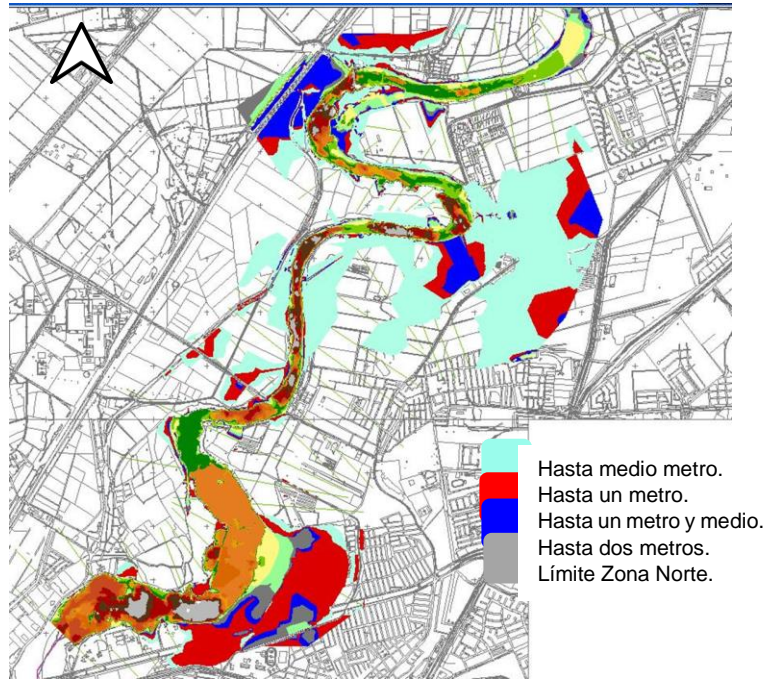 Hasta medio metro.
Hasta un metro.
Hasta un metro y medio.
Hasta dos metros.
Límite Zona Norte.